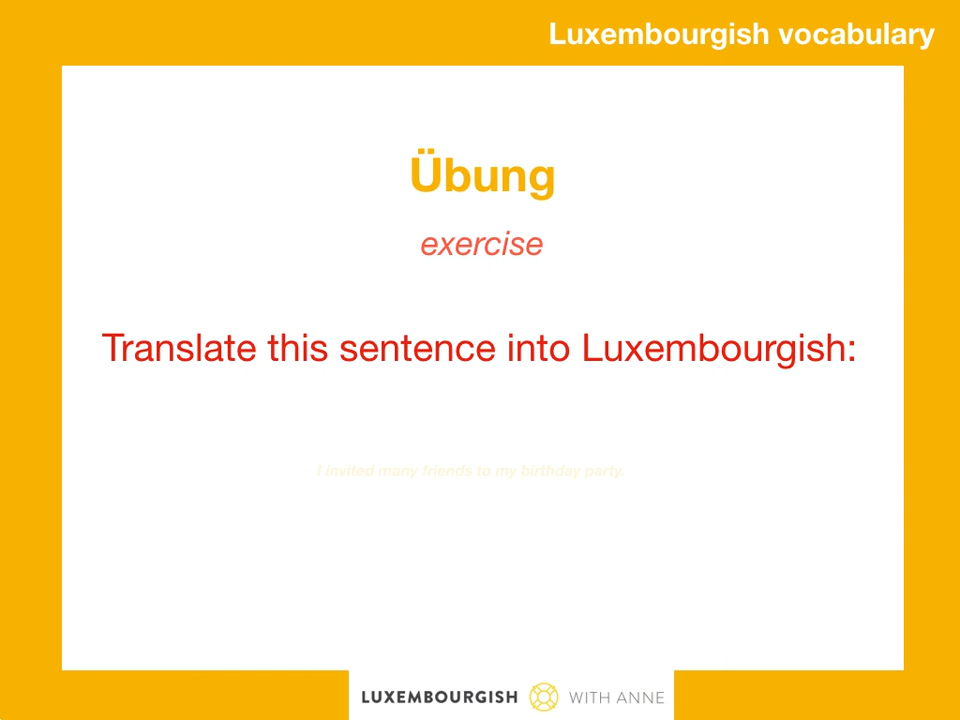 Luxembourgish vocabulary
Übung
exercise
Translate this sentence into Luxembourgish:
I invited many friends to my birthday party.
LUXEMBOURGISH WITH ANNE